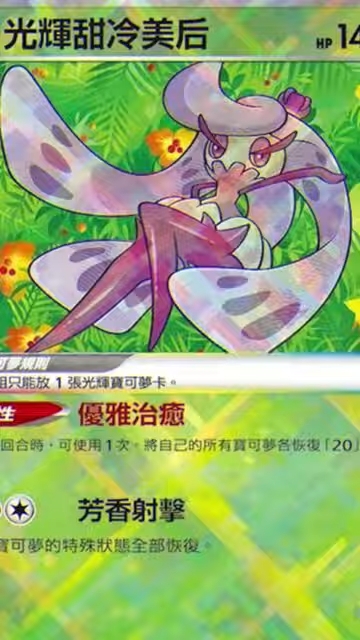 光輝甜冷美后 HP 14
可夢規則
組只能放1張光輝寶可夢卡。
性 優雅治癒
回合時，可使用1次。將自己的所有寶可夢各恢復「20」
芳香射擊
寶可夢的特殊狀態全部恢復。